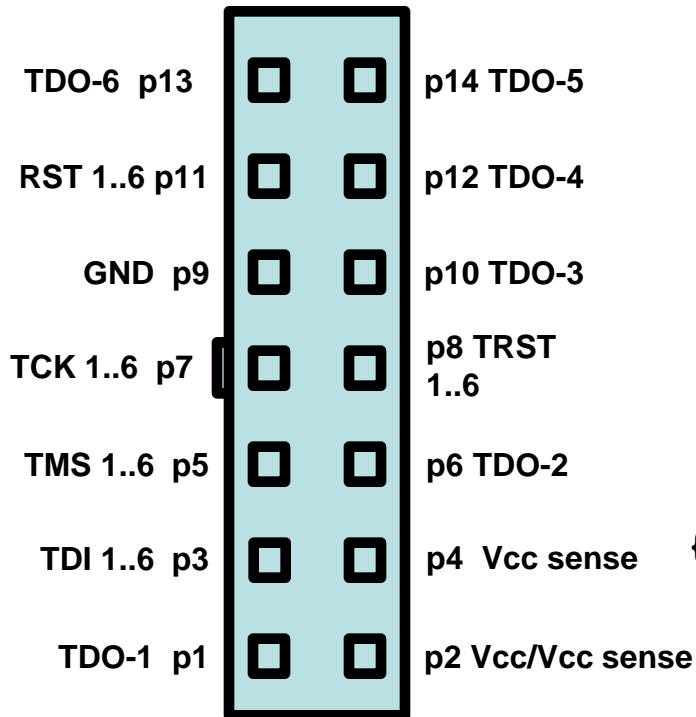 TDO-6 p13
p14 TDO-5
RST 1..6 p11
p12 TDO-4
GND p9
p10 TDO-3
TCK 1..6 p7
p8 TRST
1..6
TMS 1..6 p5
p6 TDO-2
TDI 1..6 p3
p4 Vcc sense
{
TDO-1 p1
p2 Vcc/Vcc sense